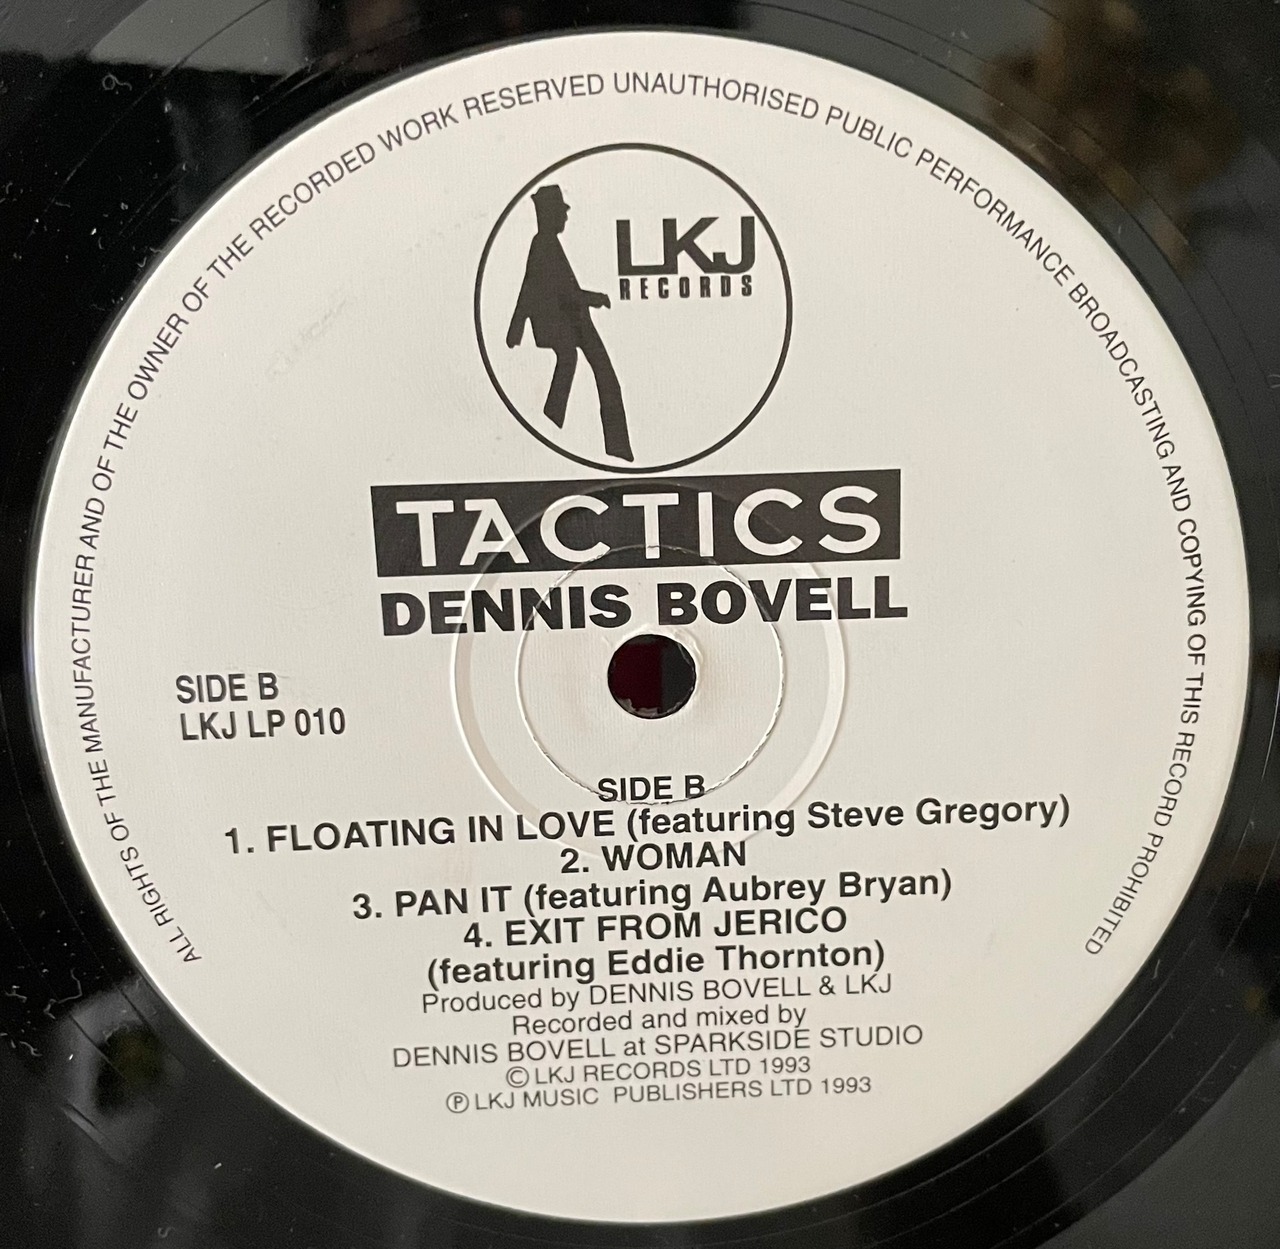 ALL RIGHTS OF THE MANUFACTURER AND OF THE OWNER OF THE RECORDED WORK RESERVED UNAUTHORISED PUBLIC PERFORMANCE BROADCASTING AND COPYING OF THIS RECORD PROHIBITED
LKJ
RECORDS
TACTICS
DENNIS BOVELL
SIDE B
LKJ LP 010
SIDE B
1. FLOATING IN LOVE (featuring Steve Gregory)
2. WOMAN
3. PAN IT (featuring Aubrey Bryan)
4. EXIT FROM JERICO
(featuring Eddie Thornton)
Produced by DENNIS BOVELL & LKJ
Recorded and mixed by
DENNIS BOVELL at SPARKSIDE STUDIO
© LKJ RECORDS LTD 1993
℗ LKJ MUSIC PUBLISHERS LTD 1993